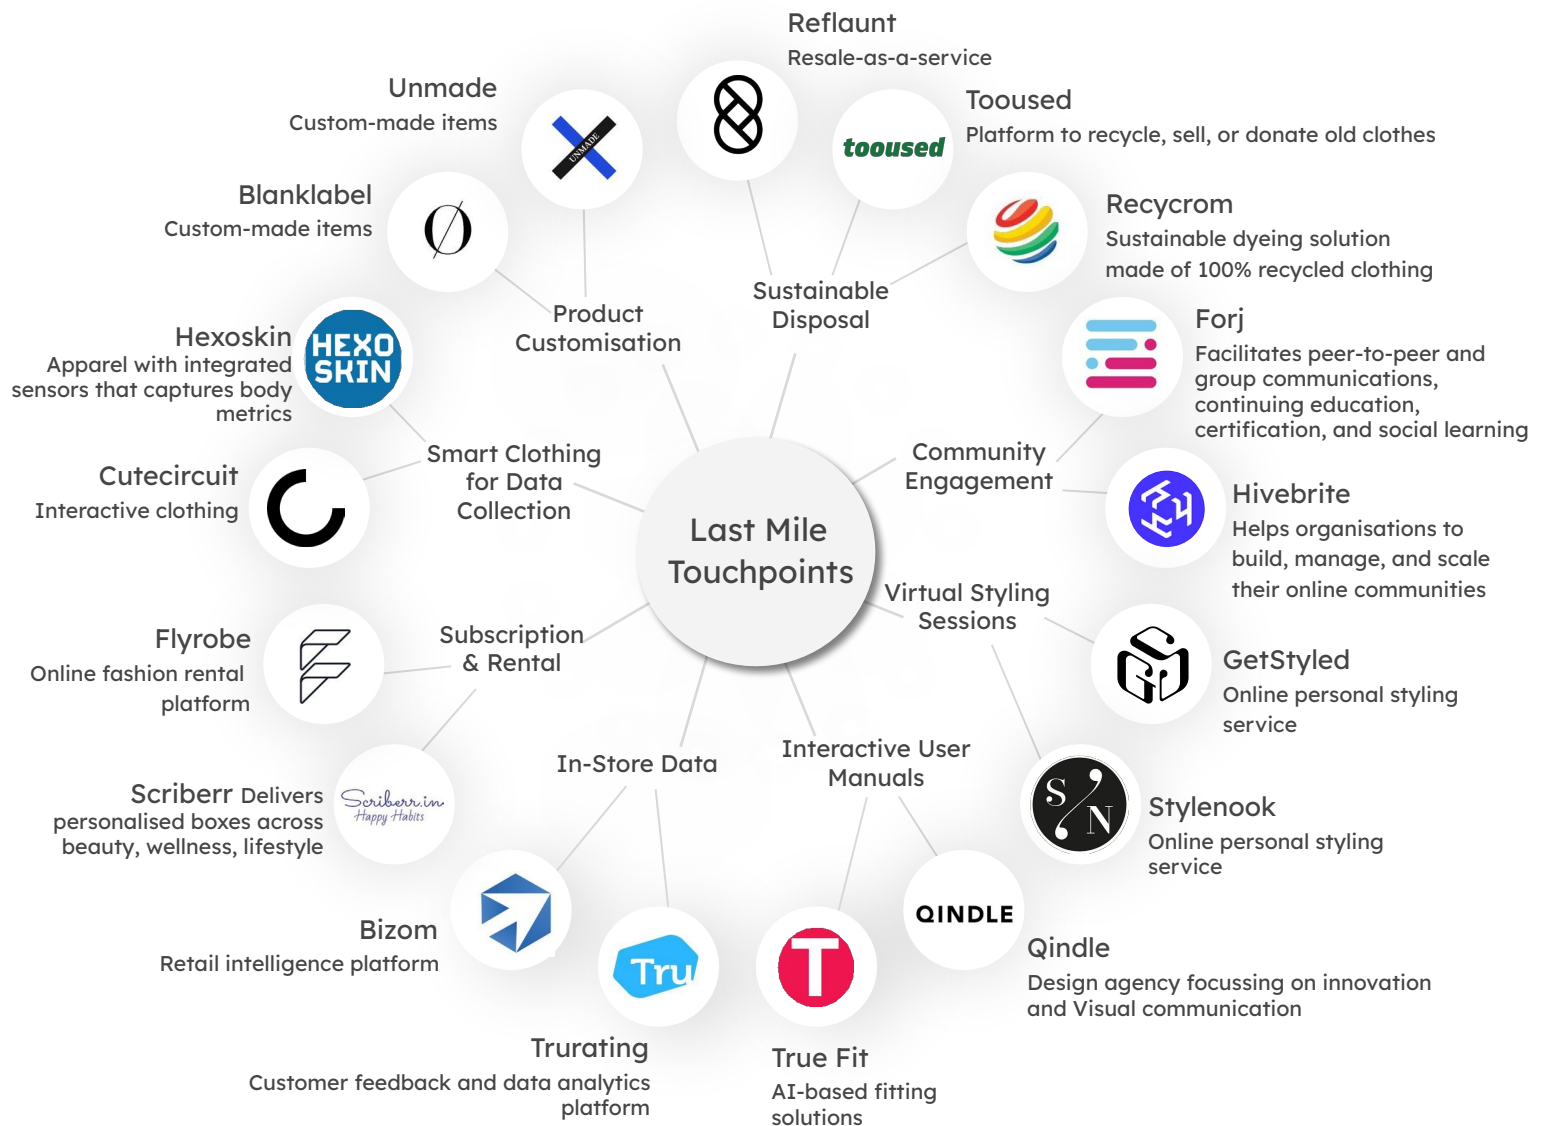 Reflaunt
Resale-as-a-service
Unmade
Custom-made items
UNMADE
tooused
Tooused
Platform to recycle, sell, or donate old clothes
Blanklabel
Custom-made items
Recycrom
Sustainable dyeing solution
made of 100% recycled clothing
Sustainable
Disposal
Product
Customisation
Hexoskin
Apparel with integrated
sensors that captures body
metrics
HEXO
SKIN
Forj
Facilitates peer-to-peer and
group communications,
continuing education,
certification, and social learning
Smart Clothing
for Data
Collection
Community
Engagement
Cutecircuit
Interactive clothing
Hivebrite
Helps organisations to
build, manage, and scale
their online communities
Last Mile
Touchpoints
Virtual Styling
Sessions
Flyrobe
Online fashion rental
platform
Subscription
& Rental
GetStyled
Online personal styling
service
In-Store Data
Interactive User
Manuals
Scriberr Delivers
personalised boxes across
beauty, wellness, lifestyle
Scriberr.in
Happy Habits
S
N
Stylenook
Online personal styling
service
Bizom
Retail intelligence platform
Tru
T
QINDLE
Qindle
Design agency focussing on innovation
and Visual communication
Trurating
Customer feedback and data analytics
platform
True Fit
AI-based fitting
solutions